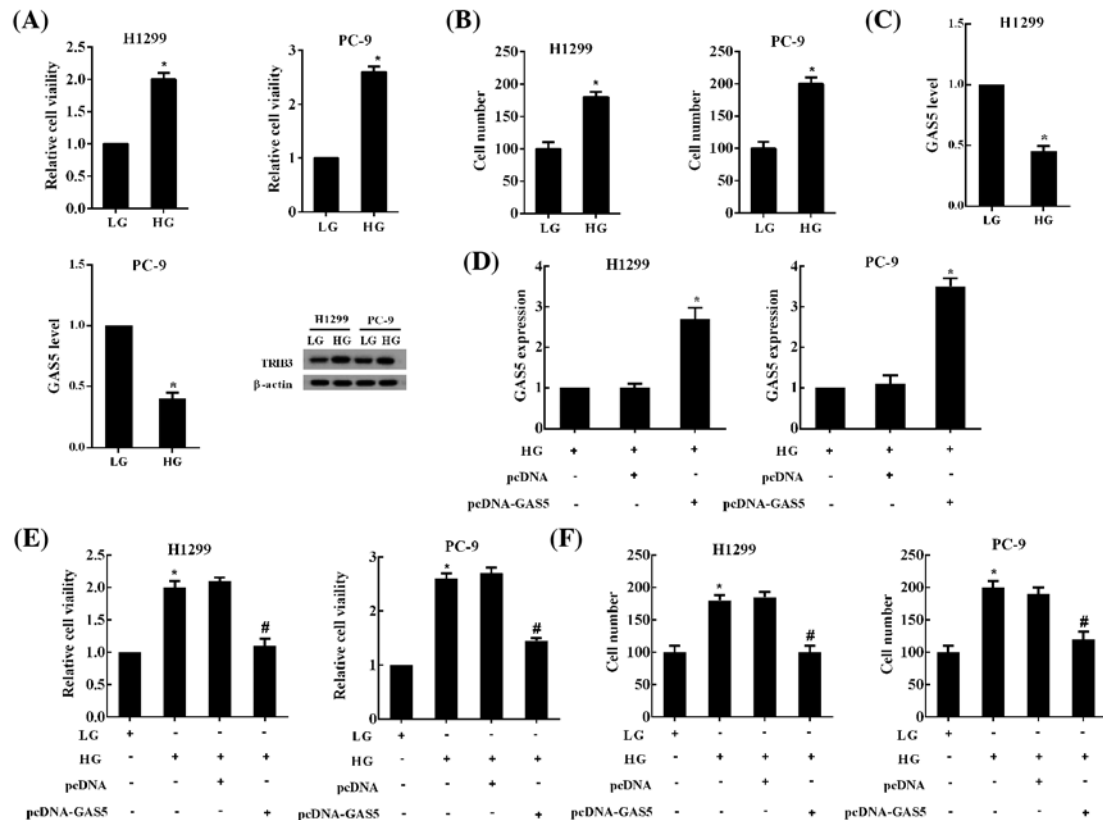 (A)
H1299
Relative cell viaility
2.5
2.0
1.5
1.0
0.5
0.0
LG HG
*
PC-9
Relative cell viaility
3
2
1
0
LG HG
*
(B)
H1299
Cell number
250
200
150
100
50
0
LG HG
*
PC-9
Cell number
250
200
150
100
50
0
LG HG
*
(C)
H1299
GAS5 level
1.5
1.0
0.5
0.0
LG HG
*
PC-9
GAS5 level
1.5
1.0
0.5
0.0
LG HG
*
H1299 PC-9
LG HG LG HG
TRIB3
β-actin
(D)
H1299
GAS5 expression
4
3
2
1
0
*
HG + + +
pcDNA - + -
pcDNA-GAS5 - - +
PC-9
GAS5 expression
4
3
2
1
0
*
HG + + +
pcDNA - + -
pcDNA-GAS5 - - +
(E)
H1299
Relative cell viaility
2.5
2.0
1.5
1.0
0.5
0.0
*
#
LG + - - -
HG - + + +
pcDNA - - + -
pcDNA-GAS5 - - - +
PC-9
Relative cell viaility
3
2
1
0
*
#
LG + - - -
HG - + + +
pcDNA - - + -
pcDNA-GAS5 - - - +
(F)
H1299
Cell number
250
200
150
100
50
0
*
#
LG + - - -
HG - + + +
pcDNA - - + -
pcDNA-GAS5 - - - +
PC-9
Cell number
250
200
150
100
50
0
*
#
LG + - - -
HG - + + +
pcDNA - - + -
pcDNA-GAS5 - - - +